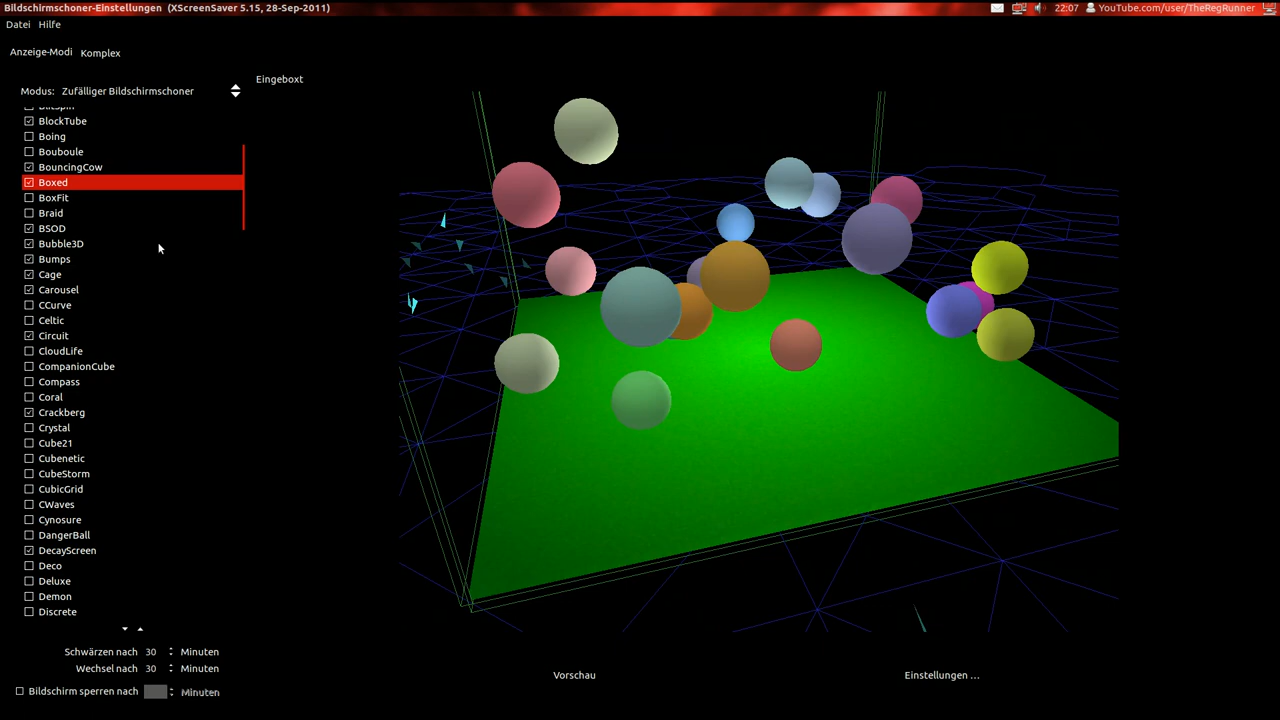 Bildschirmschoner-Einstellungen (XScreenSaver 5.15, 28-Sep-2011) 22:07 YouTube.com/user/TheRegRunner
Datei Hilfe
Anzeige-Modi Komplex
Eingeboxt
Modus: Zufälliger Bildschirmschoner
BlitSpin
BlockTube
Boing
Bouboule
BouncingCow
Boxed
BoxFit
Braid
BSOD
Bubble3D
Bumps
Cage
Carousel
CCurve
Celtic
Circuit
CloudLife
CompanionCube
Compass
Coral
Crackberg
Crystal
Cube21
Cubenetic
CubeStorm
CubicGrid
CWaves
Cynosure
DangerBall
DecayScreen
Deco
Deluxe
Demon
Discrete
Schwärzen nach 30 Minuten
Wechsel nach 30 Minuten
Bildschirm sperren nach Minuten
Vorschau Einstellungen ...